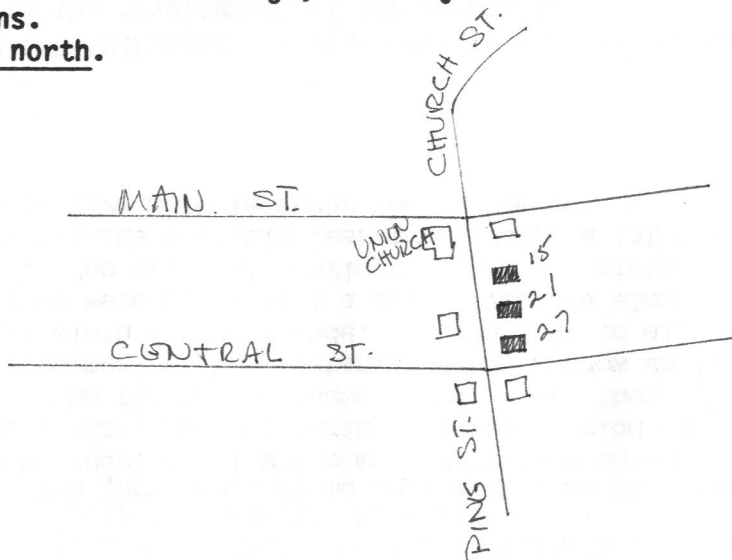 ns.
north.
CHURCH ST.
MAIN. ST.
UNION
CHURCH
15
21
27
CENTRAL ST.
PINE ST.